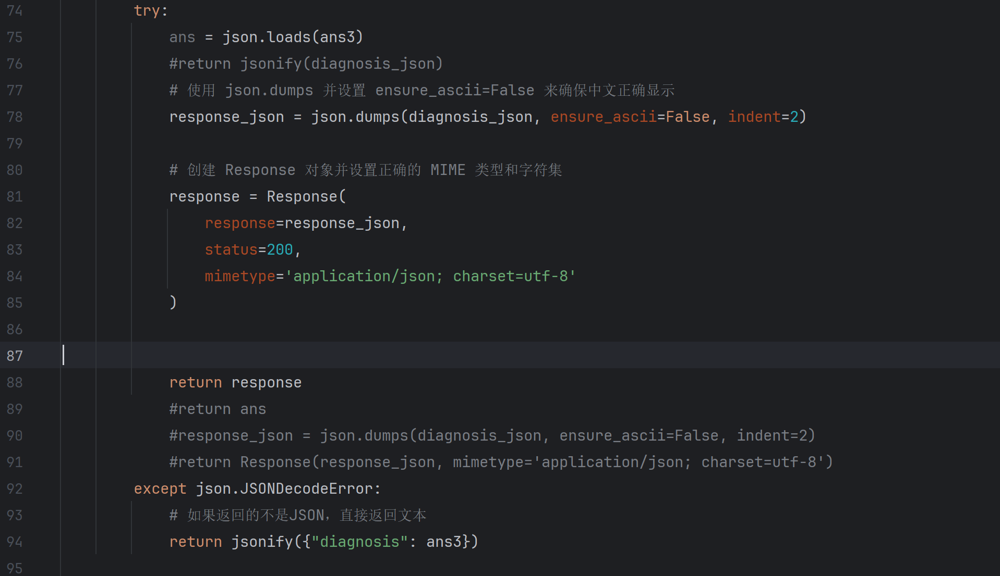 74 try:
75 ans = json.loads(ans3)
76 #return jsonify(diagnosis_json)
77 # 使用 json.dumps 并设置 ensure_ascii=False 来确保中文正确显示
78 response_json = json.dumps(diagnosis_json, ensure_ascii=False, indent=2)
79
80 # 创建 Response 对象并设置正确的 MIME 类型和字符集
81 response = Response(
82 response=response_json,
83 status=200,
84 mimetype='application/json; charset=utf-8'
85 )
86
87
88 return response
89 #return ans
90 #response_json = json.dumps(diagnosis_json, ensure_ascii=False, indent=2)
91 #return Response(response_json, mimetype='application/json; charset=utf-8')
92 except json.JSONDecodeError:
93 # 如果返回的不是JSON，直接返回文本
94 return jsonify({"diagnosis": ans3})
95